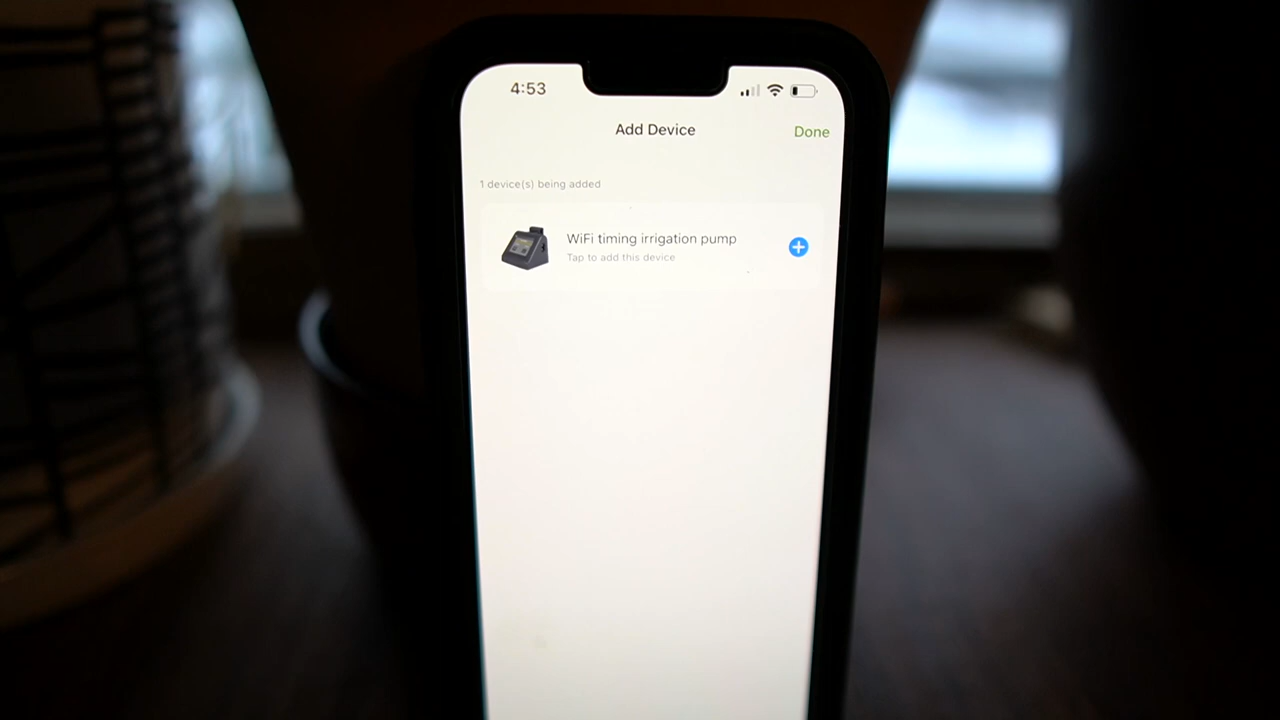 4:53
Add Device
Done
1 device(s) being added
WiFi timing irrigation pump
Tap to add this device